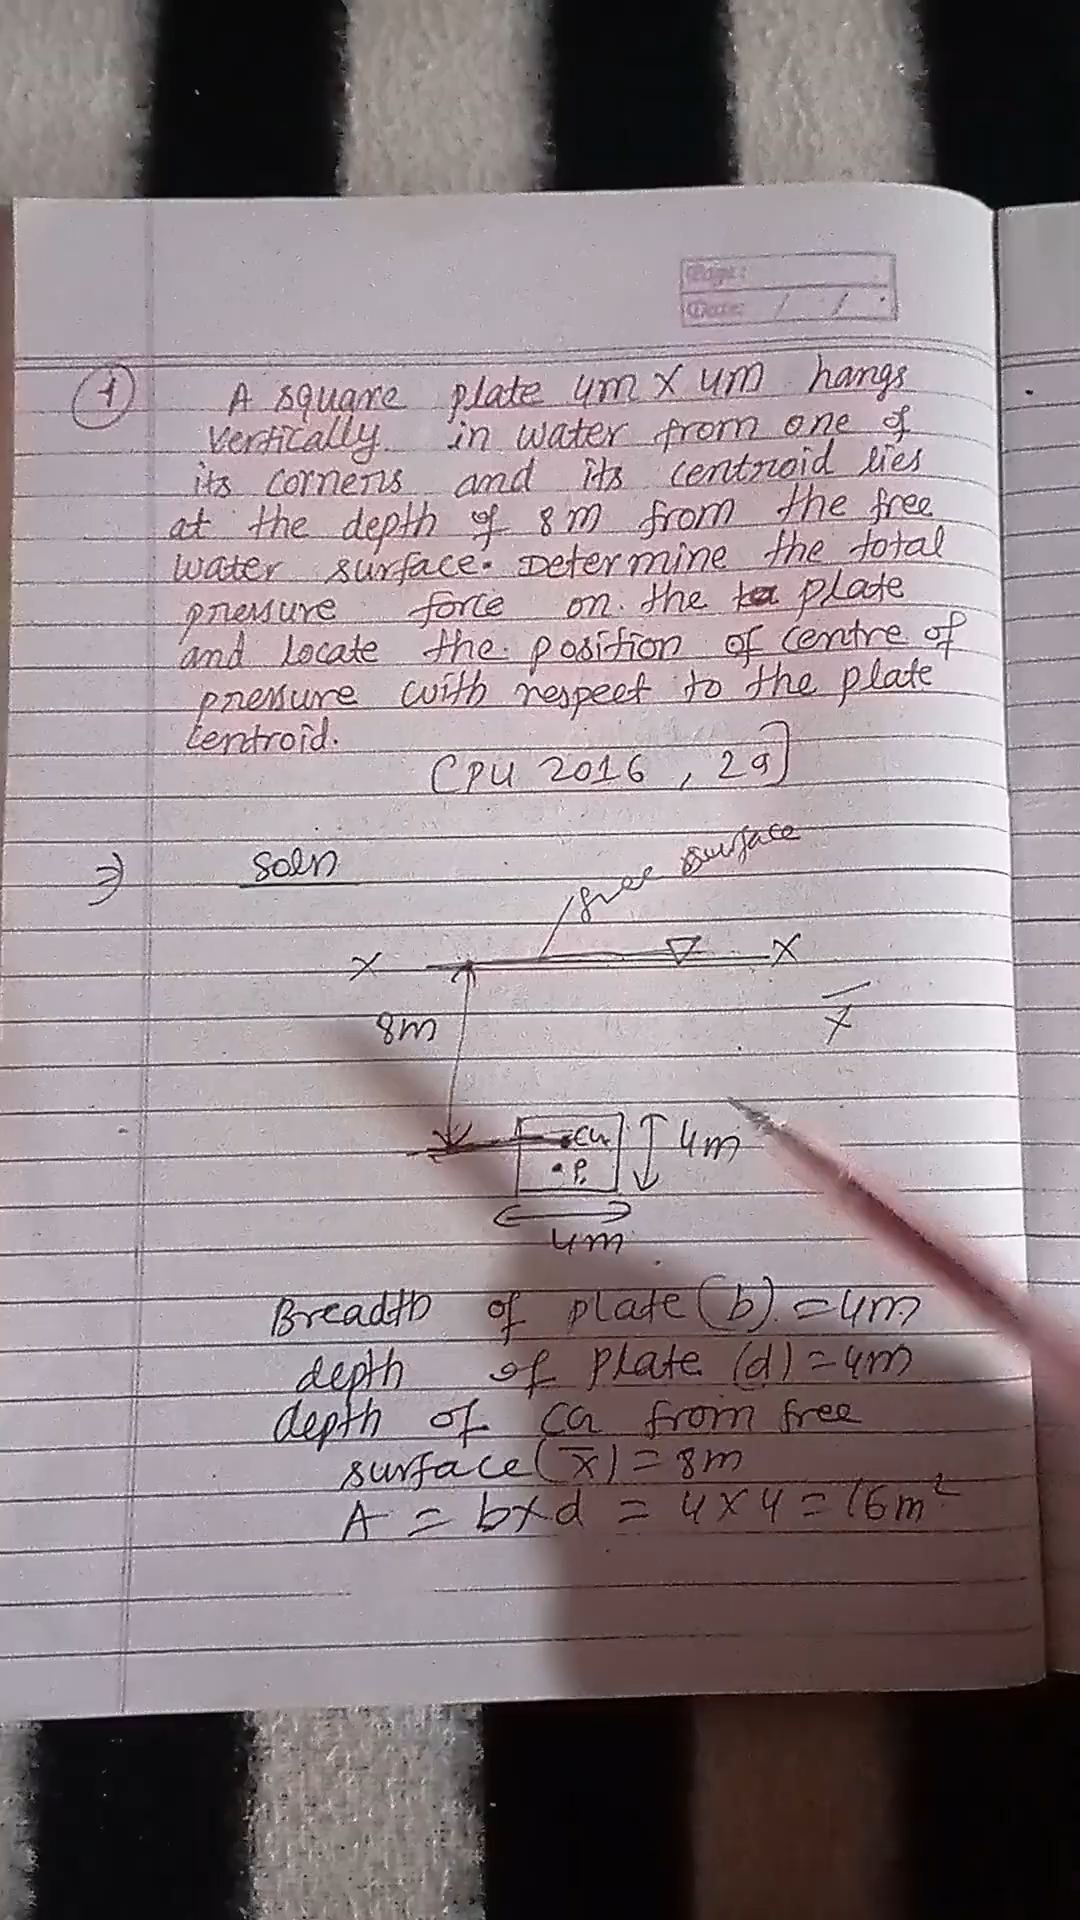 Page:
Date: / /
1 A square plate 4m x 4m hangs
vertically in water from one of
its corners and its centroid lies
at the depth of 8m from the free
water surface. Determine the total
pressure force on the plate
and locate the position of centre of
pressure with respect to the plate
centroid.
[PU 2016, 2a]
⇒ Soln
free surface
x x
8m
x̄
CG
4m
P.
4m
Breadth of plate (b) = 4m
depth of plate (d) = 4m
depth of CG from free
surface (x̄) = 8m
A = b×d = 4×4 = 16m²